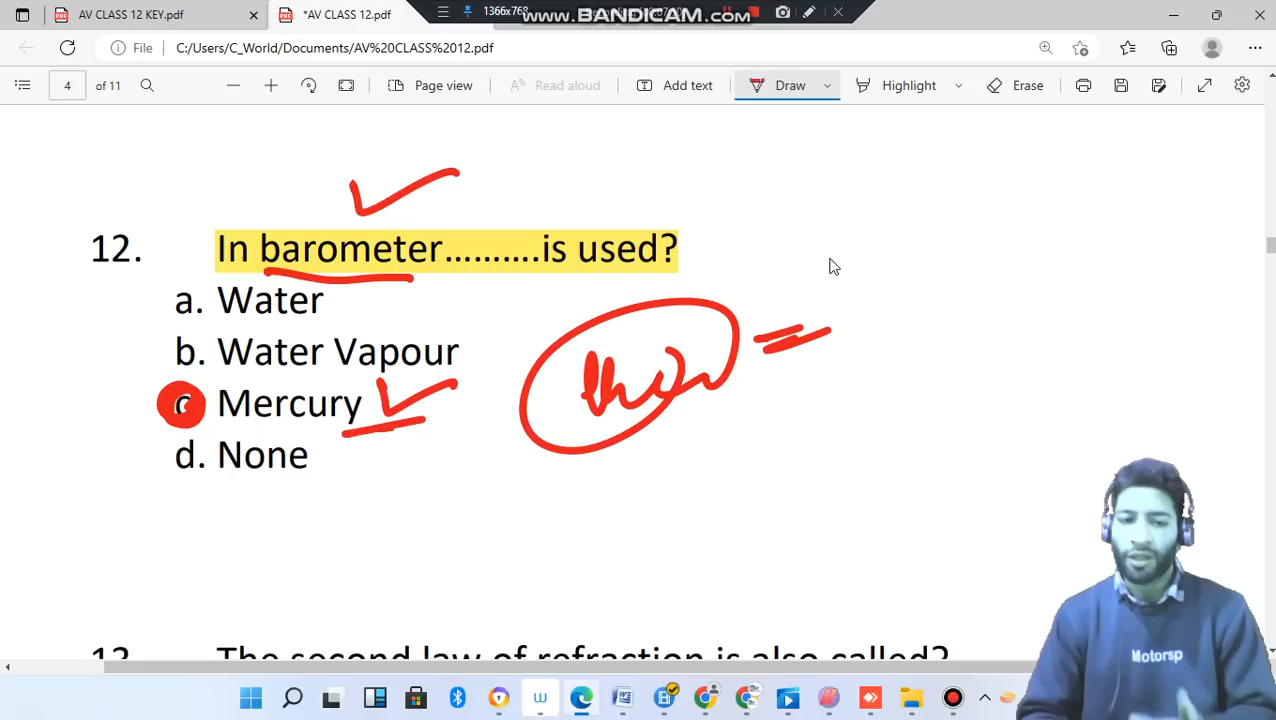 AV CLASS 12 KEY.pdf
*AV CLASS 12.pdf
1366x768
www.BANDICAM.com
File C:/Users/C_World/Documents/AV%20CLASS%2012.pdf
4 of 11
Page view
Read aloud
Add text
Draw
Highlight
Erase
12. In barometer..........is used?
a. Water
b. Water Vapour
c. Mercury
d. None
13. The second law of refraction is also called?
Motorsp